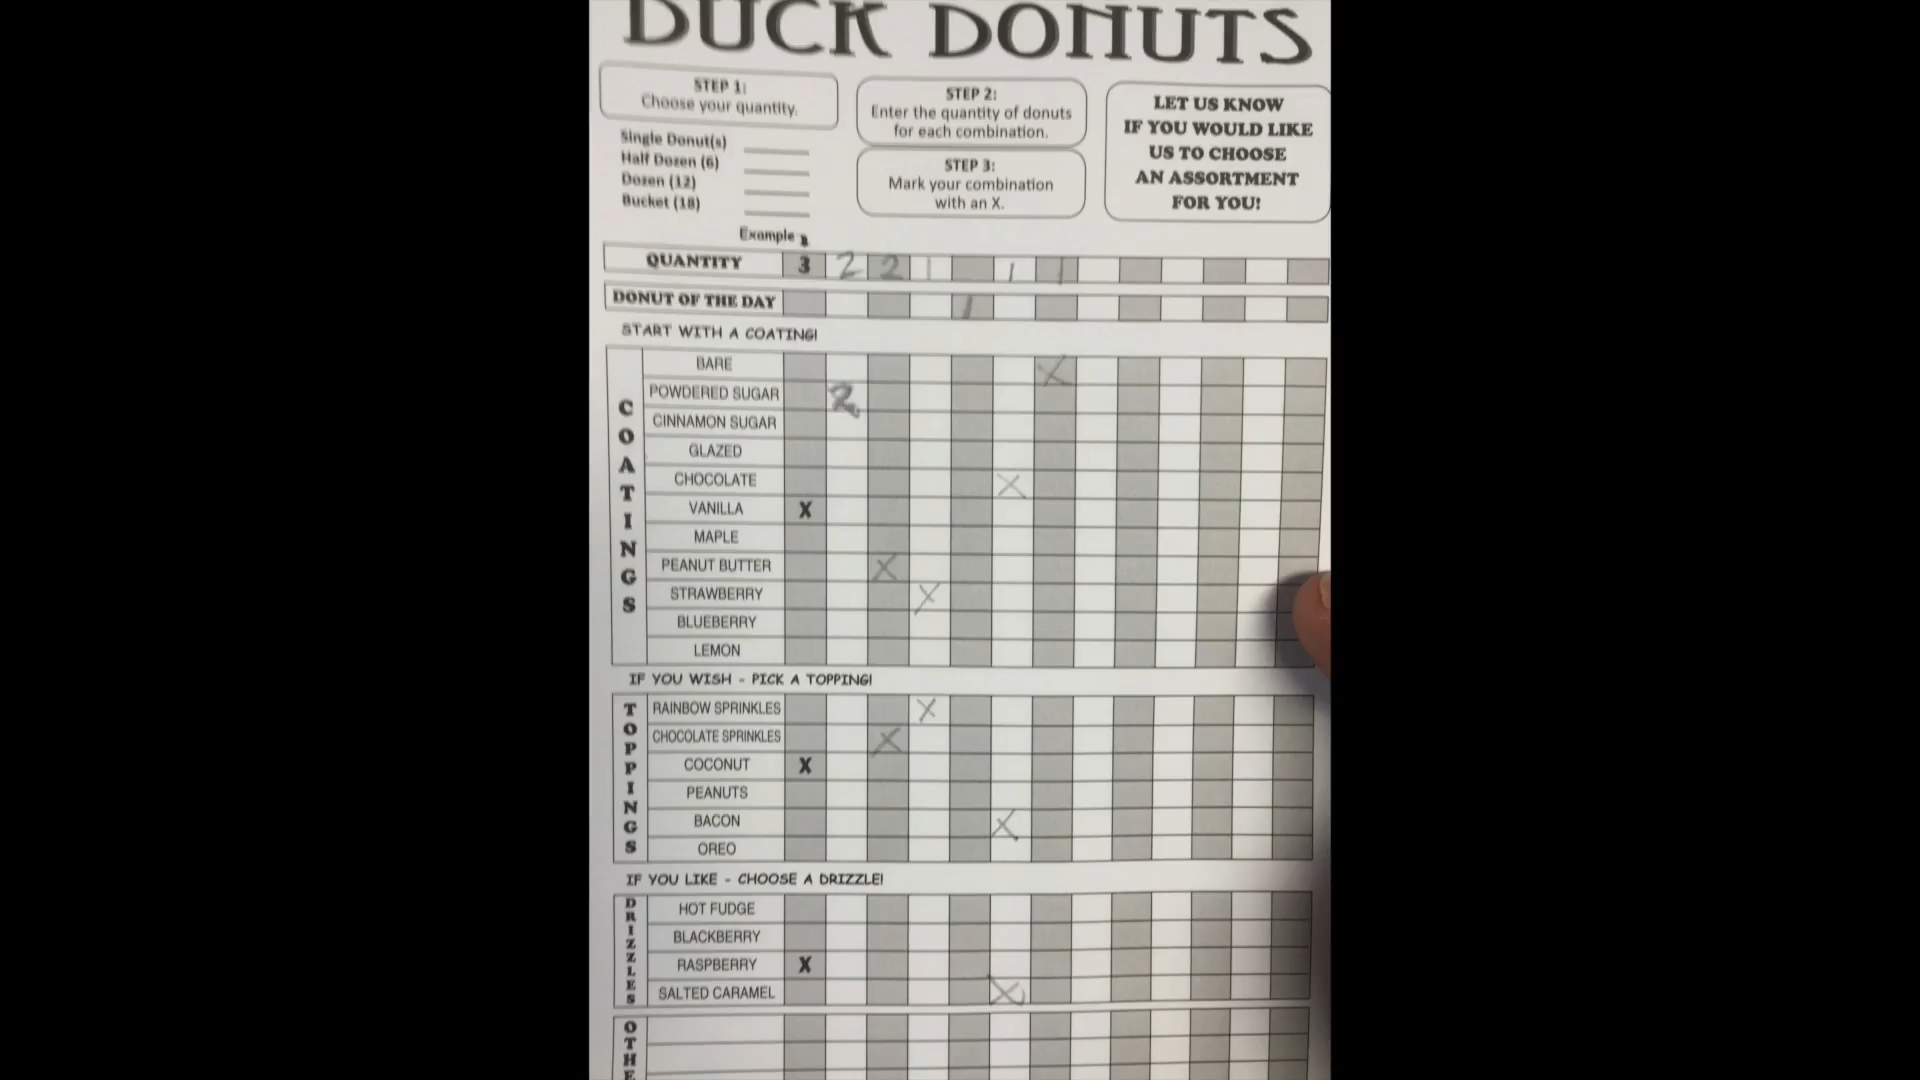 DUCK DONUTS
STEP 1:
Choose your quantity.
Single Donut(s)
Half Dozen (6)
Dozen (12)
Bucket (18)
STEP 2:
Enter the quantity of donuts
for each combination.
STEP 3:
Mark your combination
with an X.
LET US KNOW
IF YOU WOULD LIKE
US TO CHOOSE
AN ASSORTMENT
FOR YOU!
Example
QUANTITY 3 2 2 1 1 1
DONUT OF THE DAY 1
START WITH A COATING!
COATINGS
BARE X
POWDERED SUGAR 2
CINNAMON SUGAR
GLAZED
CHOCOLATE X
VANILLA X
MAPLE
PEANUT BUTTER X
STRAWBERRY X
BLUEBERRY
LEMON
IF YOU WISH - PICK A TOPPING!
TOPPINGS
RAINBOW SPRINKLES X
CHOCOLATE SPRINKLES X
COCONUT X
PEANUTS
BACON X
OREO
IF YOU LIKE - CHOOSE A DRIZZLE!
DRIZZLES
HOT FUDGE
BLACKBERRY
RASPBERRY X
SALTED CARAMEL X
OTHE